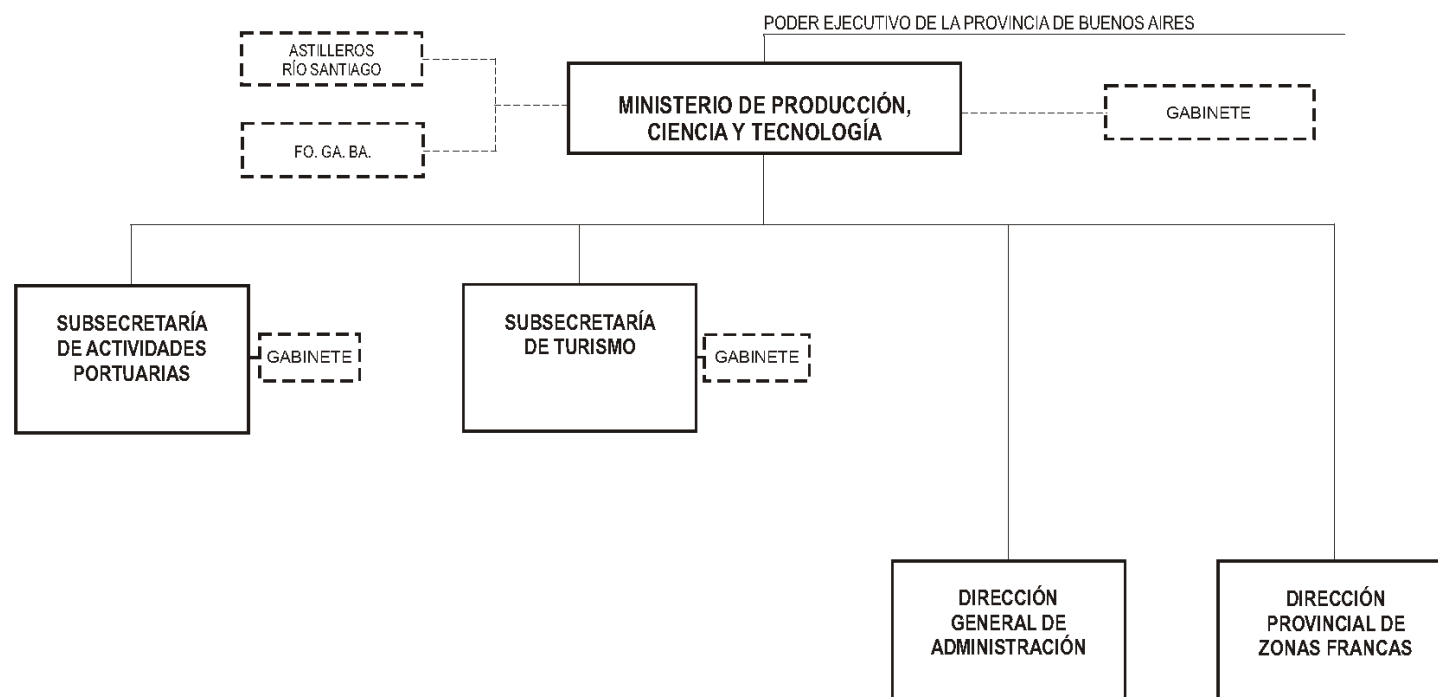 PODER EJECUTIVO DE LA PROVINCIA DE BUENOS AIRES
ASTILLEROS
RÍO SANTIAGO
MINISTERIO DE PRODUCCIÓN,
CIENCIA Y TECNOLOGÍA
GABINETE
FO. GA. BA.
SUBSECRETARÍA
DE ACTIVIDADES
PORTUARIAS
GABINETE
SUBSECRETARÍA
DE TURISMO
GABINETE
DIRECCIÓN
GENERAL DE
ADMINISTRACIÓN
DIRECCIÓN
PROVINCIAL DE
ZONAS FRANCAS